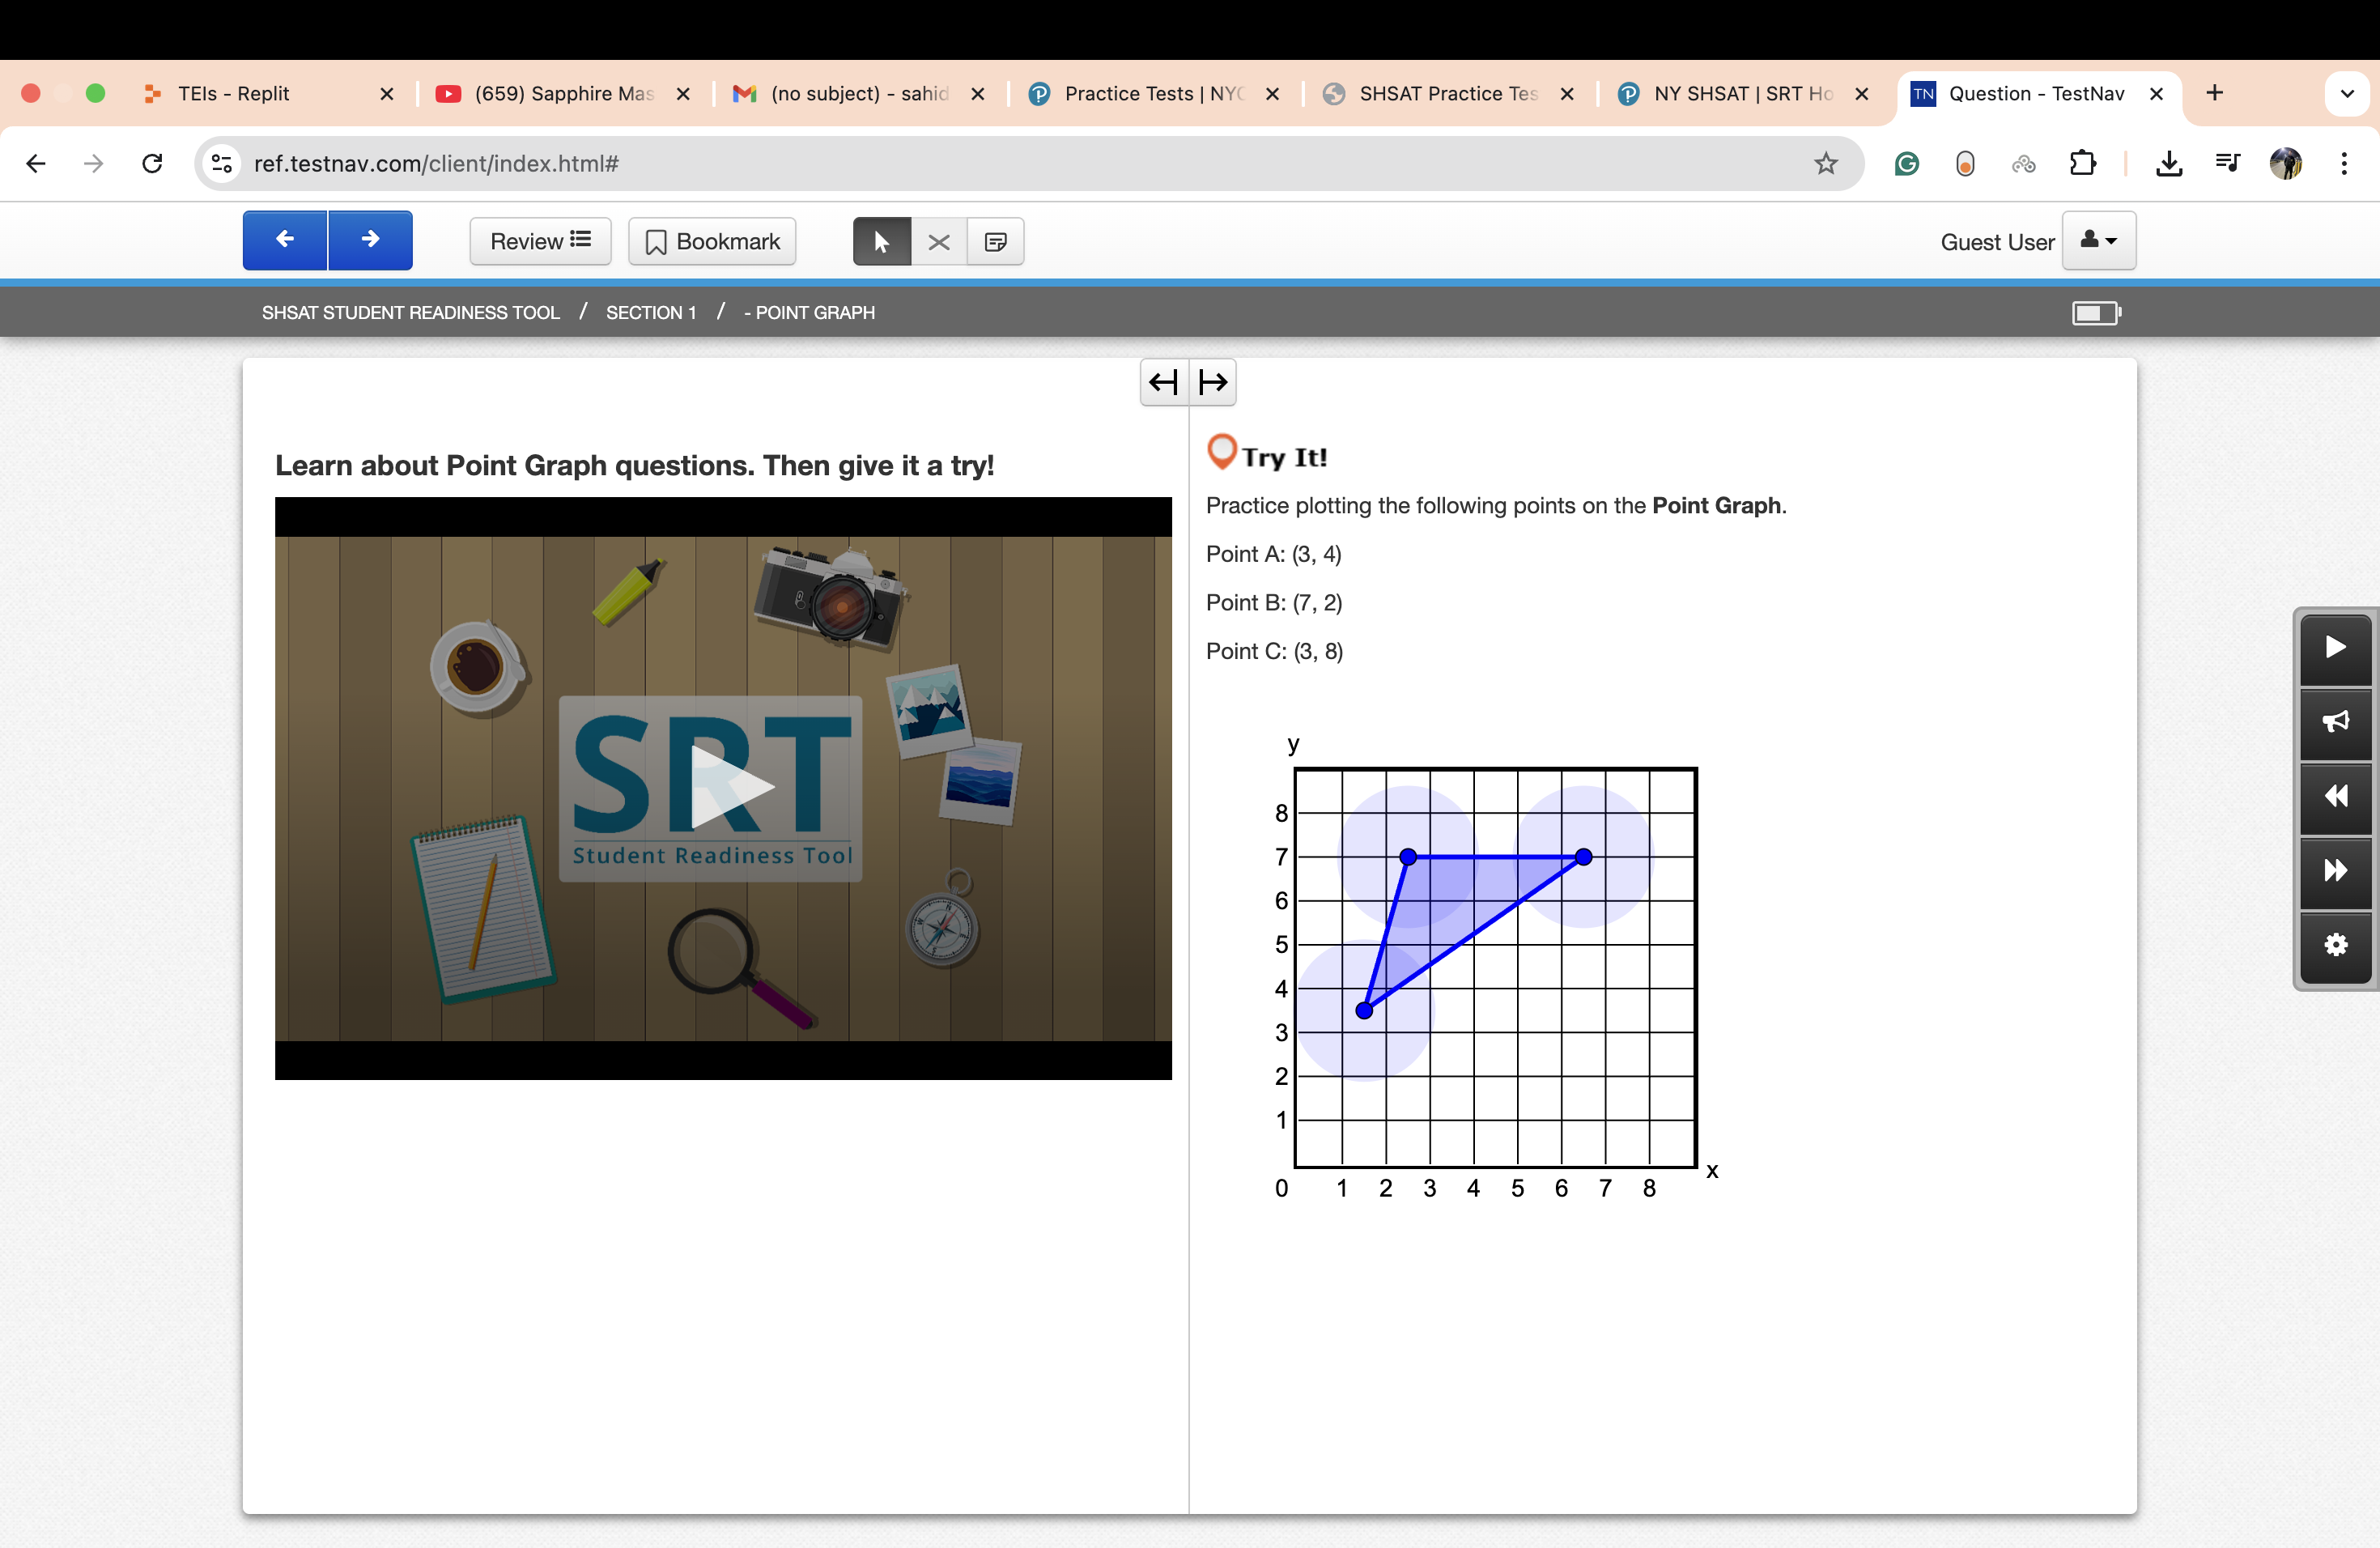 TEIs - Replit
(659) Sapphire Mas
(no subject) - sahid
Practice Tests | NYC
SHSAT Practice Tes
NY SHSAT | SRT Ho
TN Question - TestNav
ref.testnav.com/client/index.html#
Review
Bookmark
Guest User
SHSAT STUDENT READINESS TOOL / SECTION 1 / - POINT GRAPH
Learn about Point Graph questions. Then give it a try!
SRT
Student Readiness Tool
Try It!
Practice plotting the following points on the Point Graph.
Point A: (3, 4)
Point B: (7, 2)
Point C: (3, 8)
y
8
7
6
5
4
3
2
1
x
0 1 2 3 4 5 6 7 8